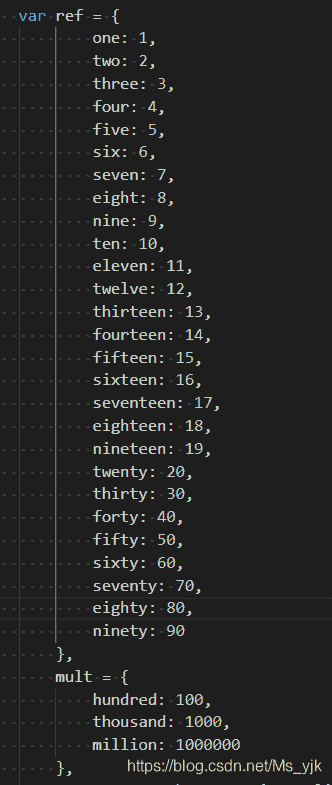 var ref = {
one: 1,
two: 2,
three: 3,
four: 4,
five: 5,
six: 6,
seven: 7,
eight: 8,
nine: 9,
ten: 10,
eleven: 11,
twelve: 12,
thirteen: 13,
fourteen: 14,
fifteen: 15,
sixteen: 16,
seventeen: 17,
eighteen: 18,
nineteen: 19,
twenty: 20,
thirty: 30,
forty: 40,
fifty: 50,
sixty: 60,
seventy: 70,
eighty: 80,
ninety: 90
},
mult = {
hundred: 100,
thousand: 1000,
million: 1000000
},
https://blog.csdn.net/Ms_yjk